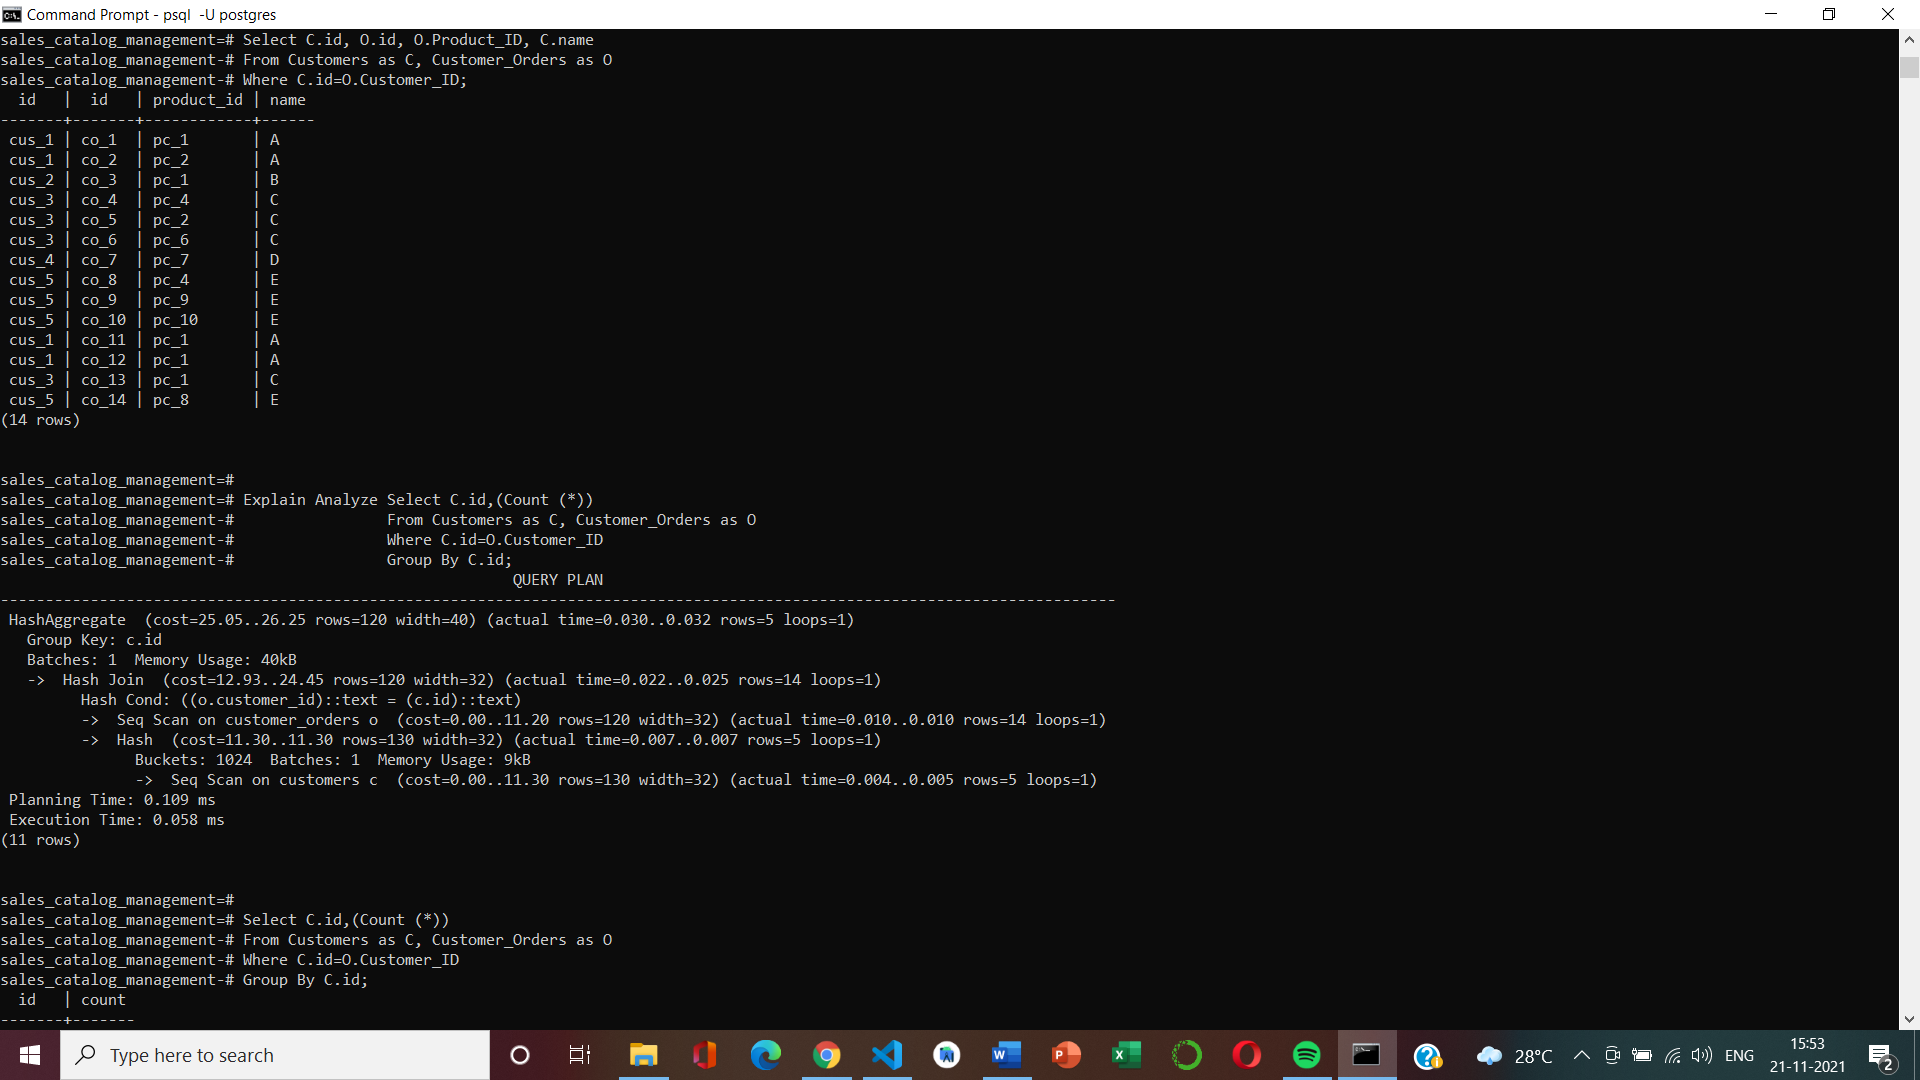 Command Prompt - psql  -U postgres
sales_catalog_management=# Select C.id, O.id, O.Product_ID, C.name
sales_catalog_management-# From Customers as C, Customer_Orders as O
sales_catalog_management-# Where C.id=O.Customer_ID;
  id   |  id   | product_id | name
-------+-------+------------+------
 cus_1 | co_1  | pc_1       | A
 cus_1 | co_2  | pc_2       | A
 cus_2 | co_3  | pc_1       | B
 cus_3 | co_4  | pc_4       | C
 cus_3 | co_5  | pc_2       | C
 cus_3 | co_6  | pc_6       | C
 cus_4 | co_7  | pc_7       | D
 cus_5 | co_8  | pc_4       | E
 cus_5 | co_9  | pc_9       | E
 cus_5 | co_10 | pc_10      | E
 cus_1 | co_11 | pc_1       | A
 cus_1 | co_12 | pc_1       | A
 cus_3 | co_13 | pc_1       | C
 cus_5 | co_14 | pc_8       | E
(14 rows)
sales_catalog_management=#
sales_catalog_management=# Explain Analyze Select C.id,(Count (*))
sales_catalog_management-#                 From Customers as C, Customer_Orders as O
sales_catalog_management-#                 Where C.id=O.Customer_ID
sales_catalog_management-#                 Group By C.id;
                                                         QUERY PLAN
----------------------------------------------------------------------------------------------------------------------------
 HashAggregate  (cost=25.05..26.25 rows=120 width=40) (actual time=0.030..0.032 rows=5 loops=1)
   Group Key: c.id
   Batches: 1  Memory Usage: 40kB
   ->  Hash Join  (cost=12.93..24.45 rows=120 width=32) (actual time=0.022..0.025 rows=14 loops=1)
         Hash Cond: ((o.customer_id)::text = (c.id)::text)
         ->  Seq Scan on customer_orders o  (cost=0.00..11.20 rows=120 width=32) (actual time=0.010..0.010 rows=14 loops=1)
         ->  Hash  (cost=11.30..11.30 rows=130 width=32) (actual time=0.007..0.007 rows=5 loops=1)
               Buckets: 1024  Batches: 1  Memory Usage: 9kB
               ->  Seq Scan on customers c  (cost=0.00..11.30 rows=130 width=32) (actual time=0.004..0.005 rows=5 loops=1)
 Planning Time: 0.109 ms
 Execution Time: 0.058 ms
(11 rows)
sales_catalog_management=#
sales_catalog_management=# Select C.id,(Count (*))
sales_catalog_management-# From Customers as C, Customer_Orders as O
sales_catalog_management-# Where C.id=O.Customer_ID
sales_catalog_management-# Group By C.id;
  id   | count
-------+-------
Type here to search
28°C
ENG
15:53
21-11-2021
2